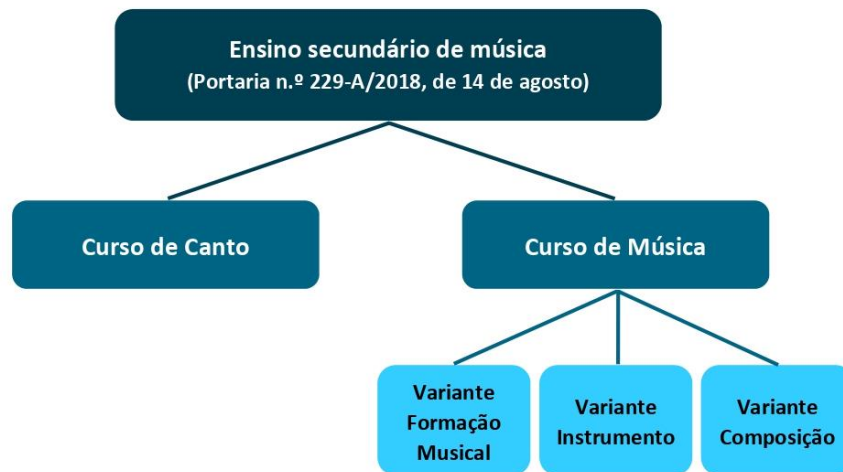 Ensino secundário de música
(Portaria n.º 229-A/2018, de 14 de agosto)
Curso de Canto
Curso de Música
Variante
Formação
Musical
Variante
Instrumento
Variante
Composição